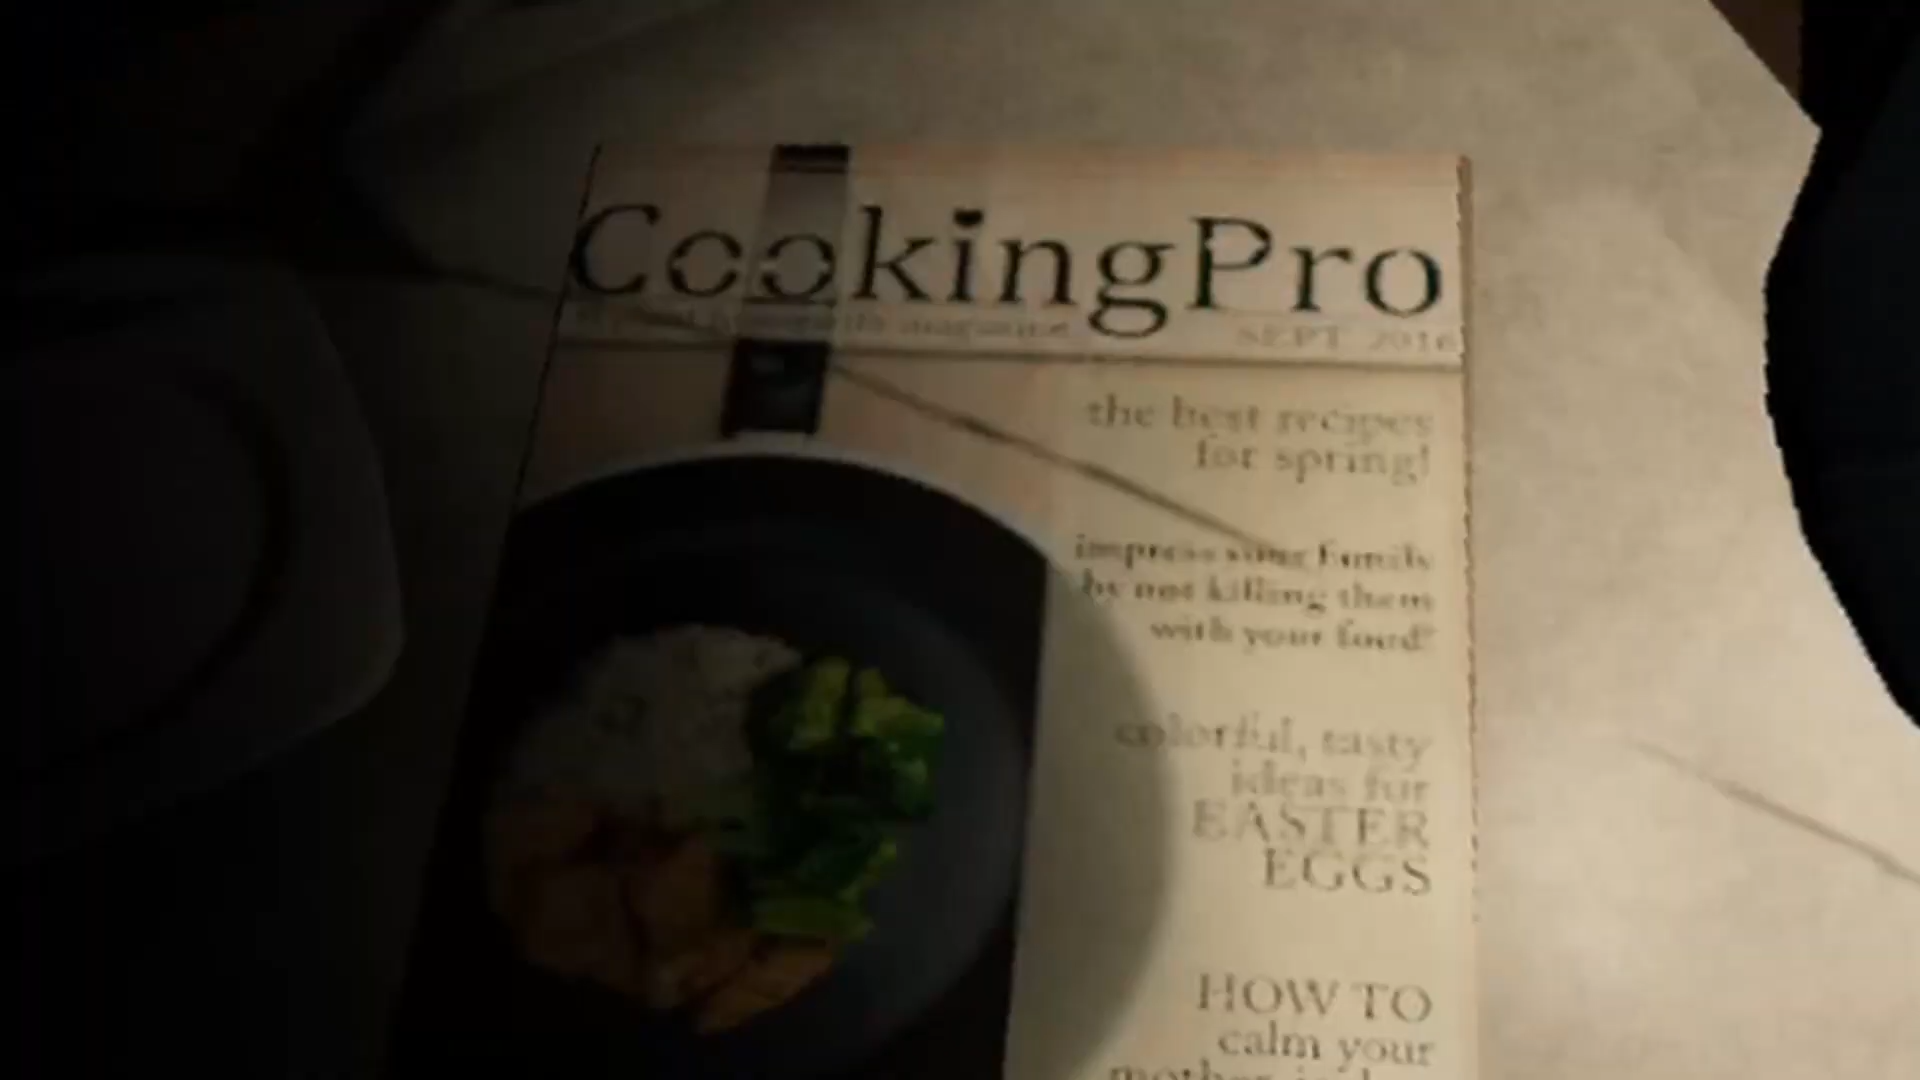 CookingPro
magazine
SEPT 2016
the best recipes
for spring!
impress your family
by not killing them
with your food!
colorful, tasty
ideas for
EASTER
EGGS
HOW TO
calm your